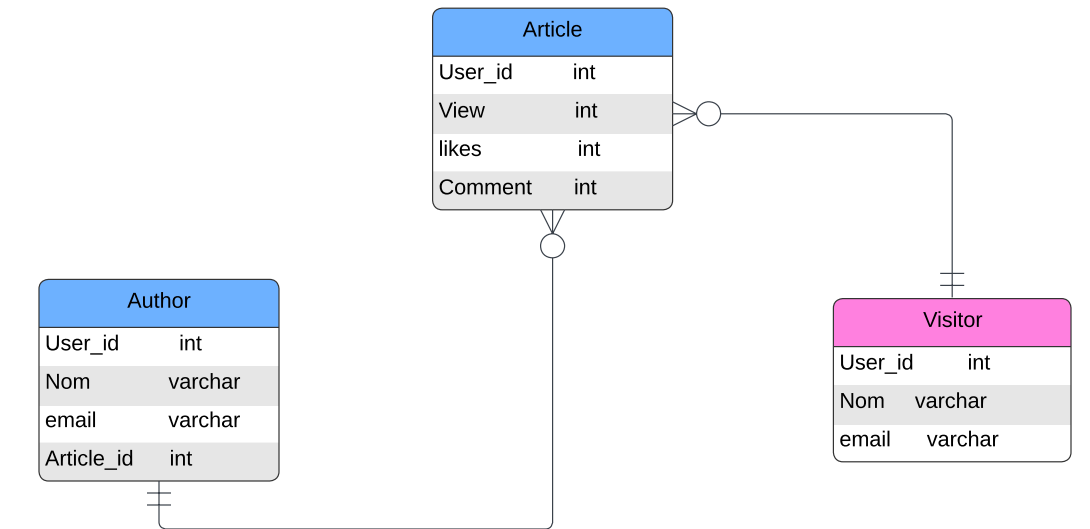 Article
User_id int
View int
likes int
Comment int
Author
User_id int
Nom varchar
email varchar
Article_id int
Visitor
User_id int
Nom varchar
email varchar